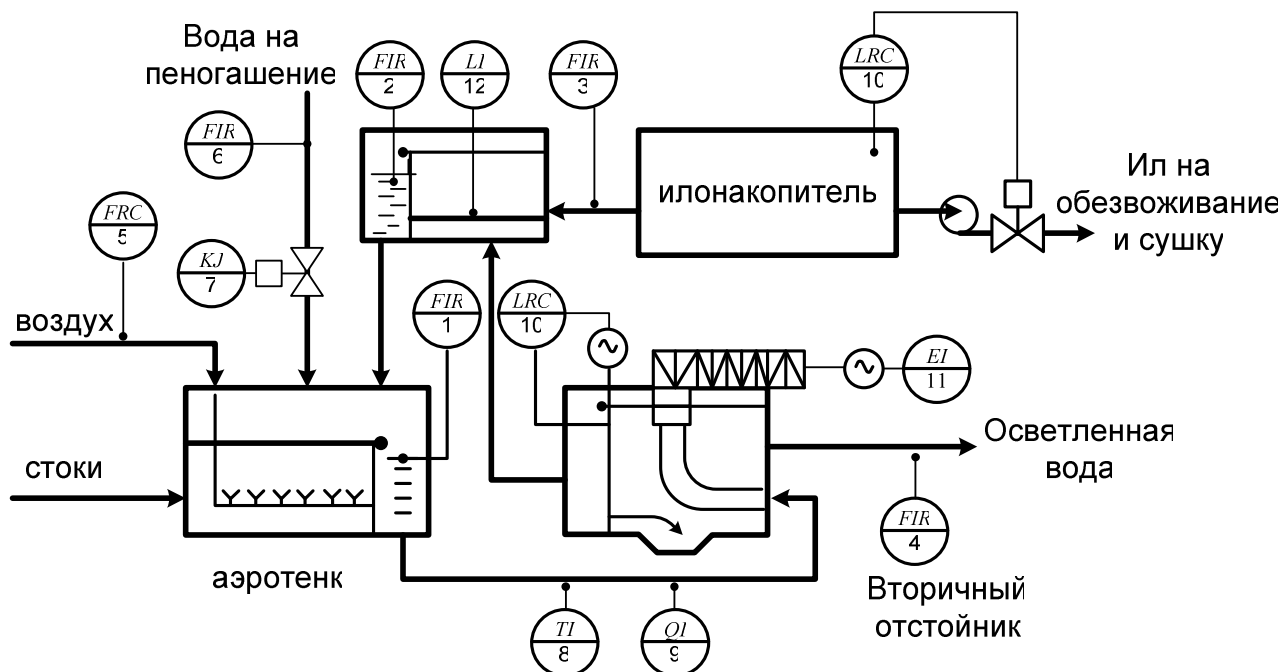 Вода на
пеногашение
FIR
2
LI
12
FIR
3
LRC
10
FIR
6
илонакопитель
Ил на
обезвоживание
и сушку
FRC
5
KJ
7
FIR
1
LRC
10
воздух
EI
11
Осветленная
вода
стоки
FIR
4
аэротенк
Вторичный
отстойник
TI
8
QI
9